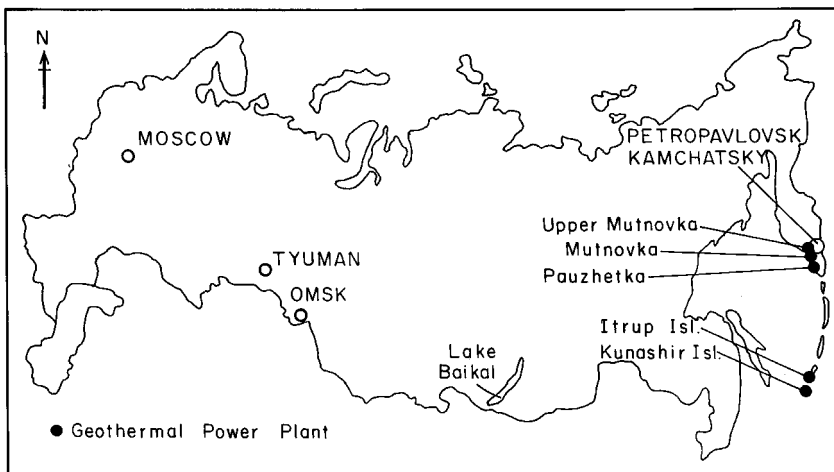 N
MOSCOW
PETROPAVLOVSK
KAMCHATSKY
Upper Mutnovka
Mutnovka
Pauzhetka
TYUMAN
OMSK
Itrup Isl.
Kunashir Isl.
Lake
Baikal
Geothermal Power Plant